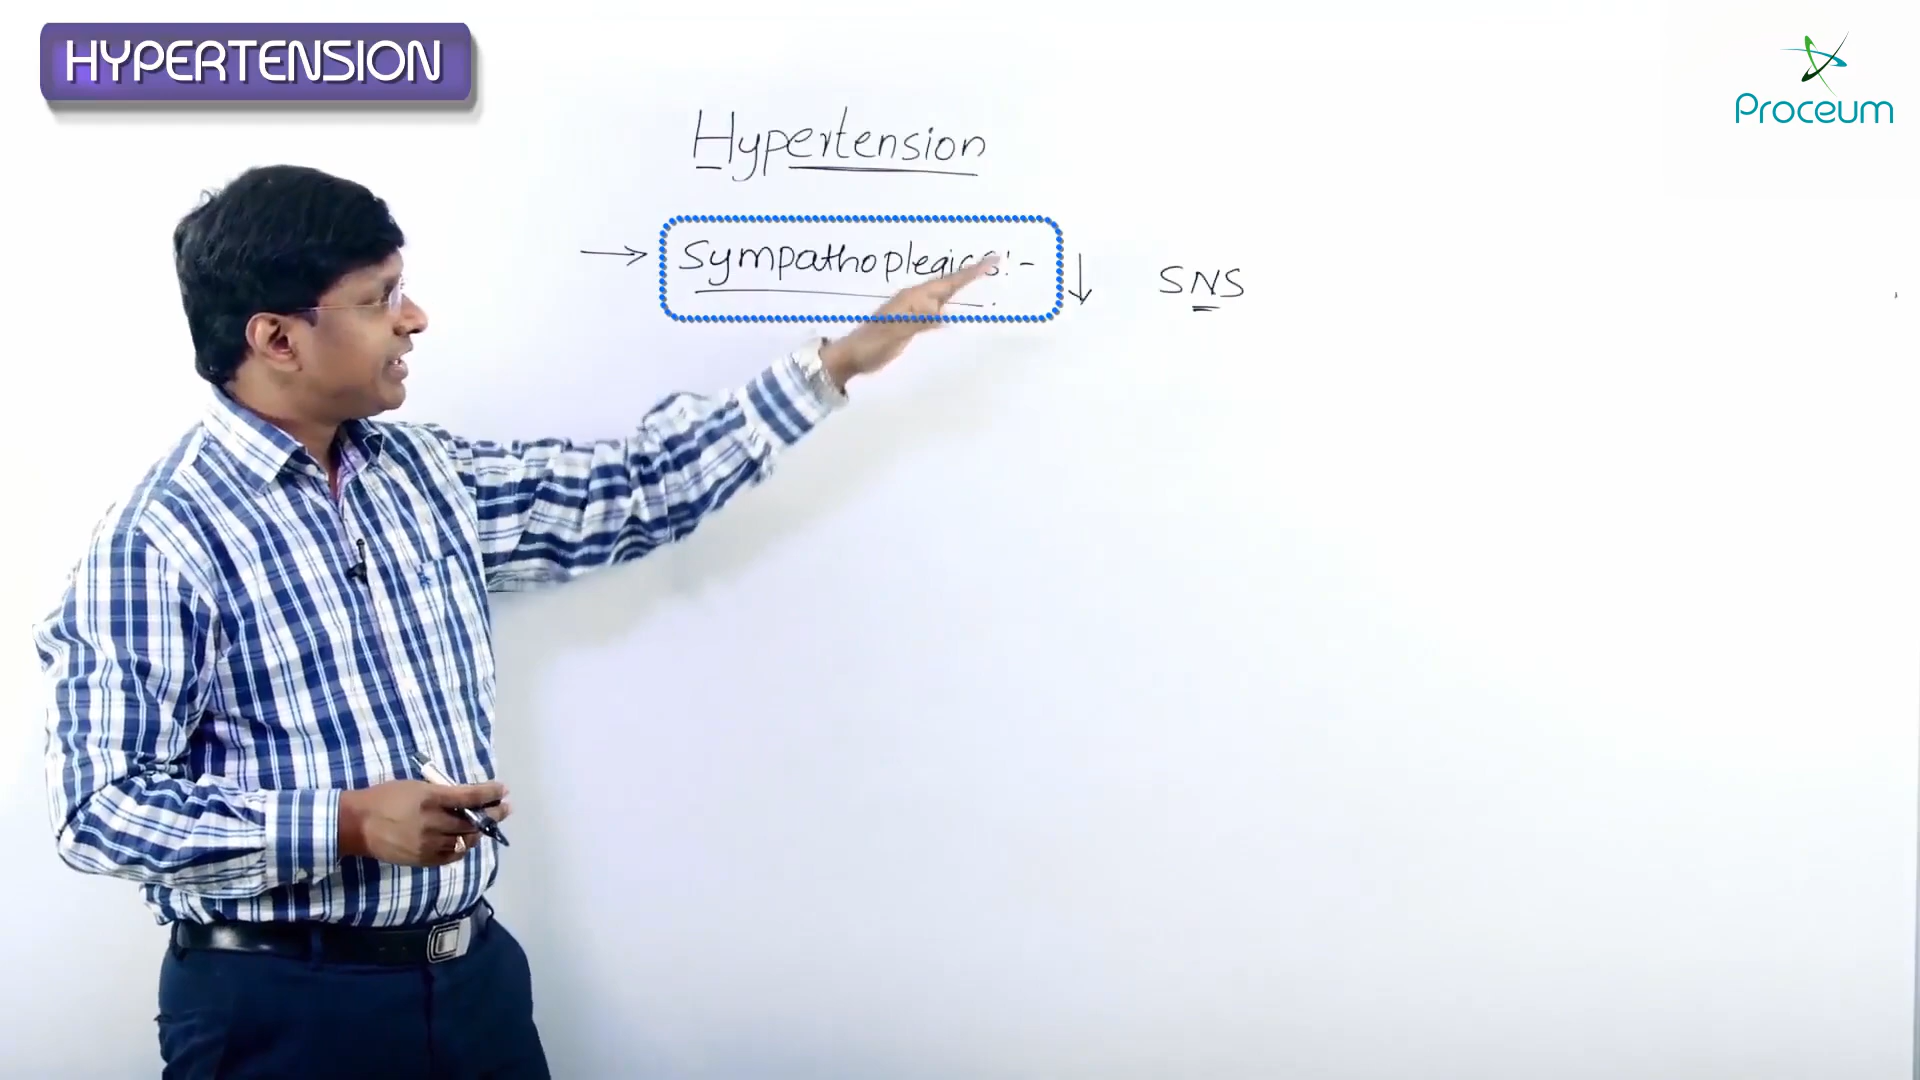 HYPERTENSION
Proceum
Hypertension
→ Sympathoplegics:- ↓ SNS